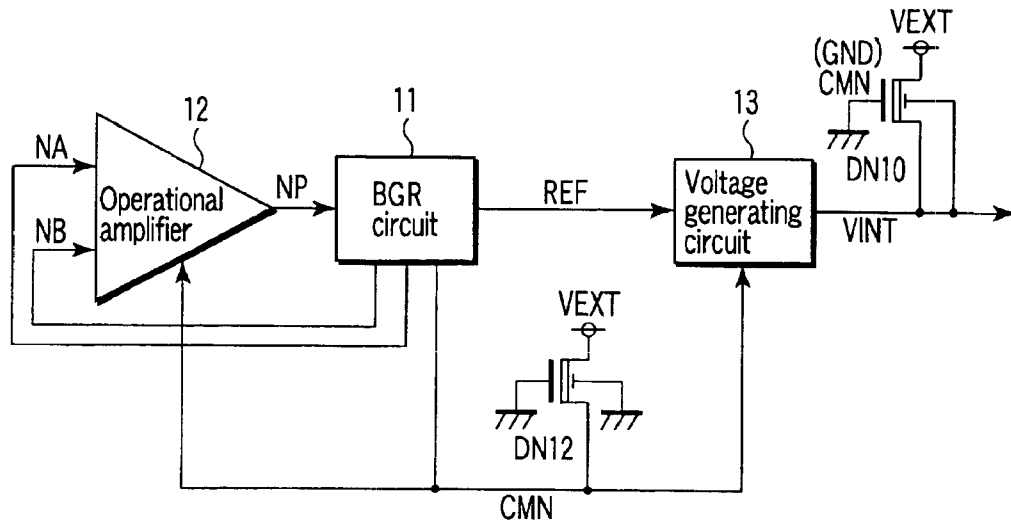 VEXT
(GND)
CMN
12
11
13
NA
Operational
amplifier
NB
NP
BGR
circuit
REF
Voltage
generating
circuit
DN10
VINT
VEXT
DN12
CMN